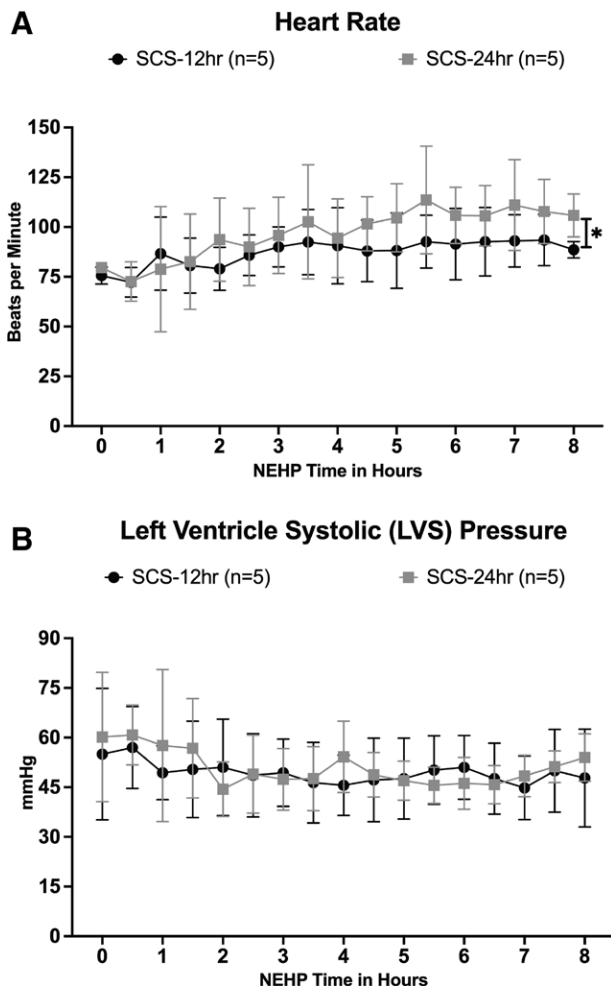 A
Heart Rate
SCS-12hr (n=5) SCS-24hr (n=5)
150
125
100
75
50
25
0
Beats per Minute
*
0 1 2 3 4 5 6 7 8
NEHP Time in Hours
B
Left Ventricle Systolic (LVS) Pressure
SCS-12hr (n=5) SCS-24hr (n=5)
90
75
60
45
30
15
0
mmHg
0 1 2 3 4 5 6 7 8
NEHP Time in Hours